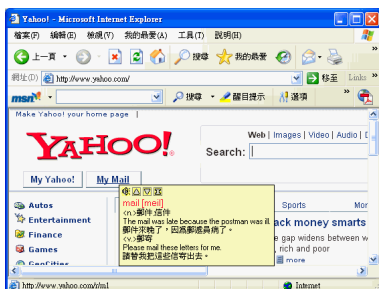 Yahoo! - Microsoft Internet Explorer
檔案(F) 編輯(E) 檢視(V) 我的最愛(A) 工具(T) 說明(H)
上一頁 搜尋 我的最愛
網址(D) http://www.yahoo.com/ 移至 Links
msn 搜尋 醒目提示 選項
Make Yahoo! your home page |
YAHOO!
Web | Images | Video | Audio |
Search:
My Yahoo! My Mail
mail [meil]
<n.>郵件;信件
The mail was late because the postman was ill.
郵件來晚了，因為郵遞員病了。
<v.>郵寄
Please mail these letters for me.
請替我把這些信寄出去。
Autos
Entertainment
Finance
Games
GeoCities
Sports Mor
ack money smarts
e gap widens between w
, rich and poor
more
http://www.yahoo.com/r/m1 Internet